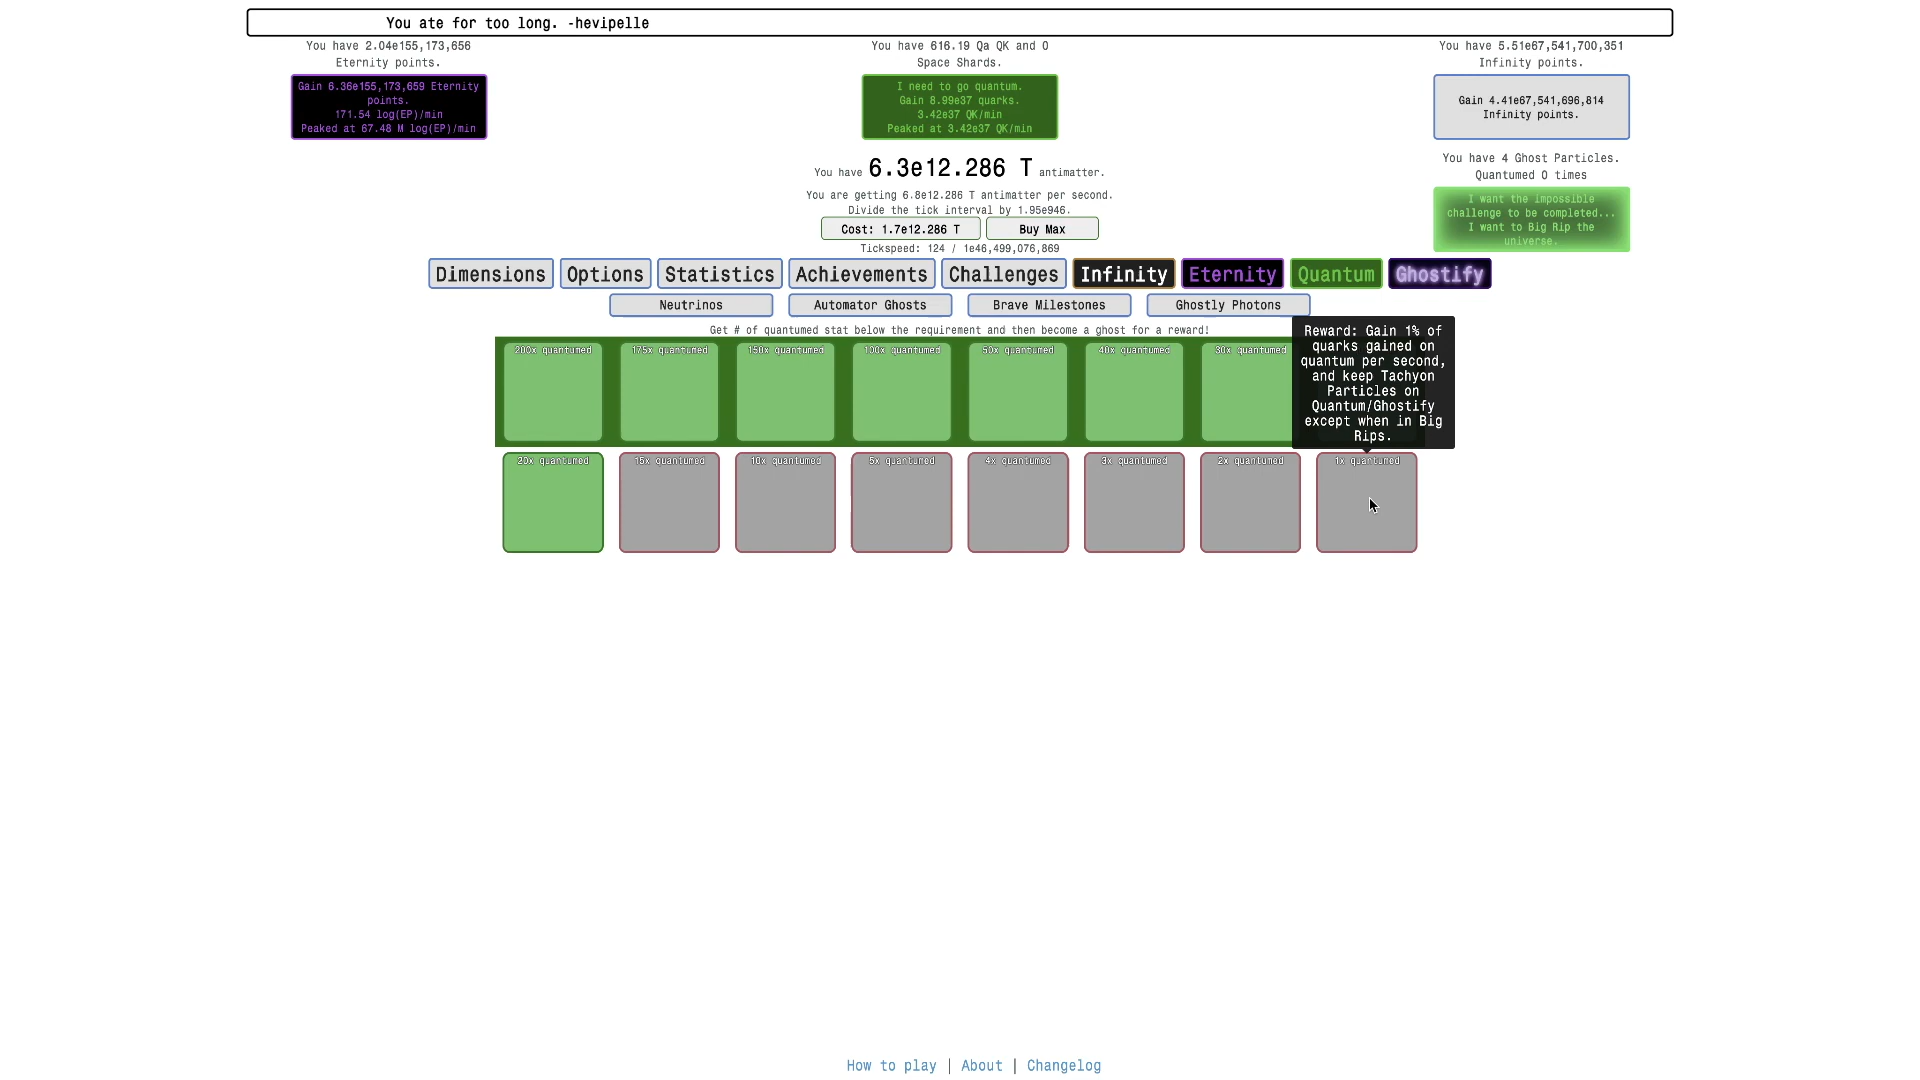 You ate for too long. -hevipelle
You have 2.04e155,173,656
Eternity points.
Gain 6.36e155,173,659 Eternity
points.
171.54 log(EP)/min
Peaked at 67.48 M log(EP)/min
You have 616.19 Qa QK and 0
Space Shards.
I need to go quantum.
Gain 8.99e37 quarks.
3.42e37 QK/min
Peaked at 3.42e37 QK/min
You have 5.51e67,541,700,351
Infinity points.
Gain 4.41e67,541,696,814
Infinity points.
You have 6.3e12.286 T antimatter.
You are getting 6.8e12.286 T antimatter per second.
Divide the tick interval by 1.95e946.
Cost: 1.7e12.286 T
Buy Max
Tickspeed: 124 / 1e46,499,076,869
You have 4 Ghost Particles.
Quantumed 0 times
I want the impossible
challenge to be completed...
I want to Big Rip the
universe.
Dimensions
Options
Statistics
Achievements
Challenges
Infinity
Eternity
Quantum
Ghostify
Neutrinos
Automator Ghosts
Brave Milestones
Ghostly Photons
Get # of quantumed stat below the requirement and then become a ghost for a reward!
200x quantumed
175x quantumed
150x quantumed
100x quantumed
50x quantumed
40x quantumed
30x quantumed
Reward: Gain 1% of
quarks gained on
quantum per second,
and keep Tachyon
Particles on
Quantum/Ghostify
except when in Big
Rips.
20x quantumed
15x quantumed
10x quantumed
5x quantumed
4x quantumed
3x quantumed
2x quantumed
1x quantumed
How to play | About | Changelog